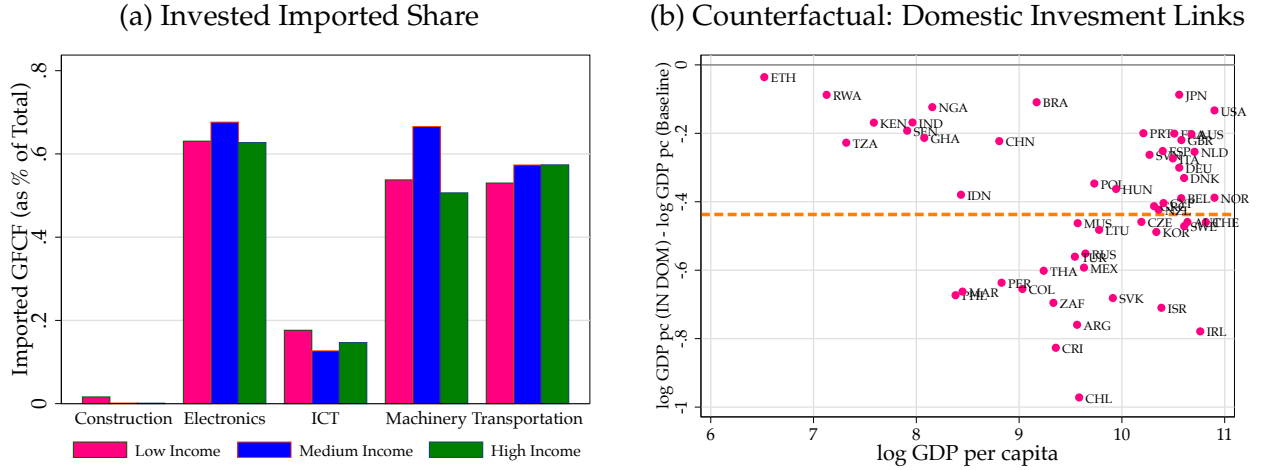 (a) Invested Imported Share
Imported GFCF (as % of Total)
.8
.6
.4
.2
0
Construction
Electronics
ICT
Machinery
Transportation
Low Income
Medium Income
High Income
(b) Counterfactual: Domestic Invesment Links
log GDP pc (IN DOM) - log GDP pc (Baseline)
0
-.2
-.4
-.6
-.8
-1
ETH
RWA
TZA
KEN
IND
SEN
NGA
GHA
BRA
CHN
IDN
JPN
USA
PRT
AUS
GBR
ESP
SVN
ITA
NLD
DEU
DNK
POL
HUN
BEL
NOR
MUS
LTU
CZE
KOR
SWE
CHE
RUS
TUR
MEX
THA
PER
COL
MAR
PHL
ZAF
SVK
ISR
ARG
IRL
CRI
CHL
6
7
8
9
10
11
log GDP per capita